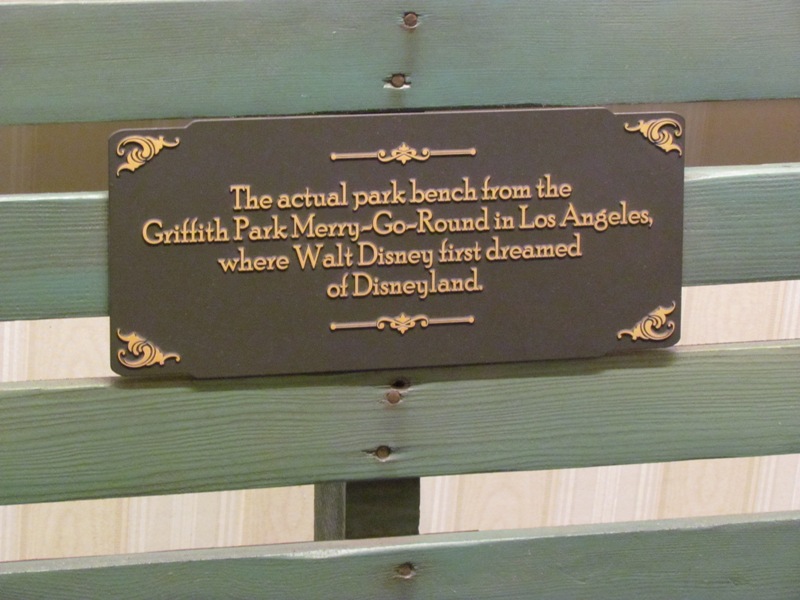 The actual park bench from the
Griffith Park Merry-Go-Round in Los Angeles,
where Walt Disney first dreamed
of Disneyland.